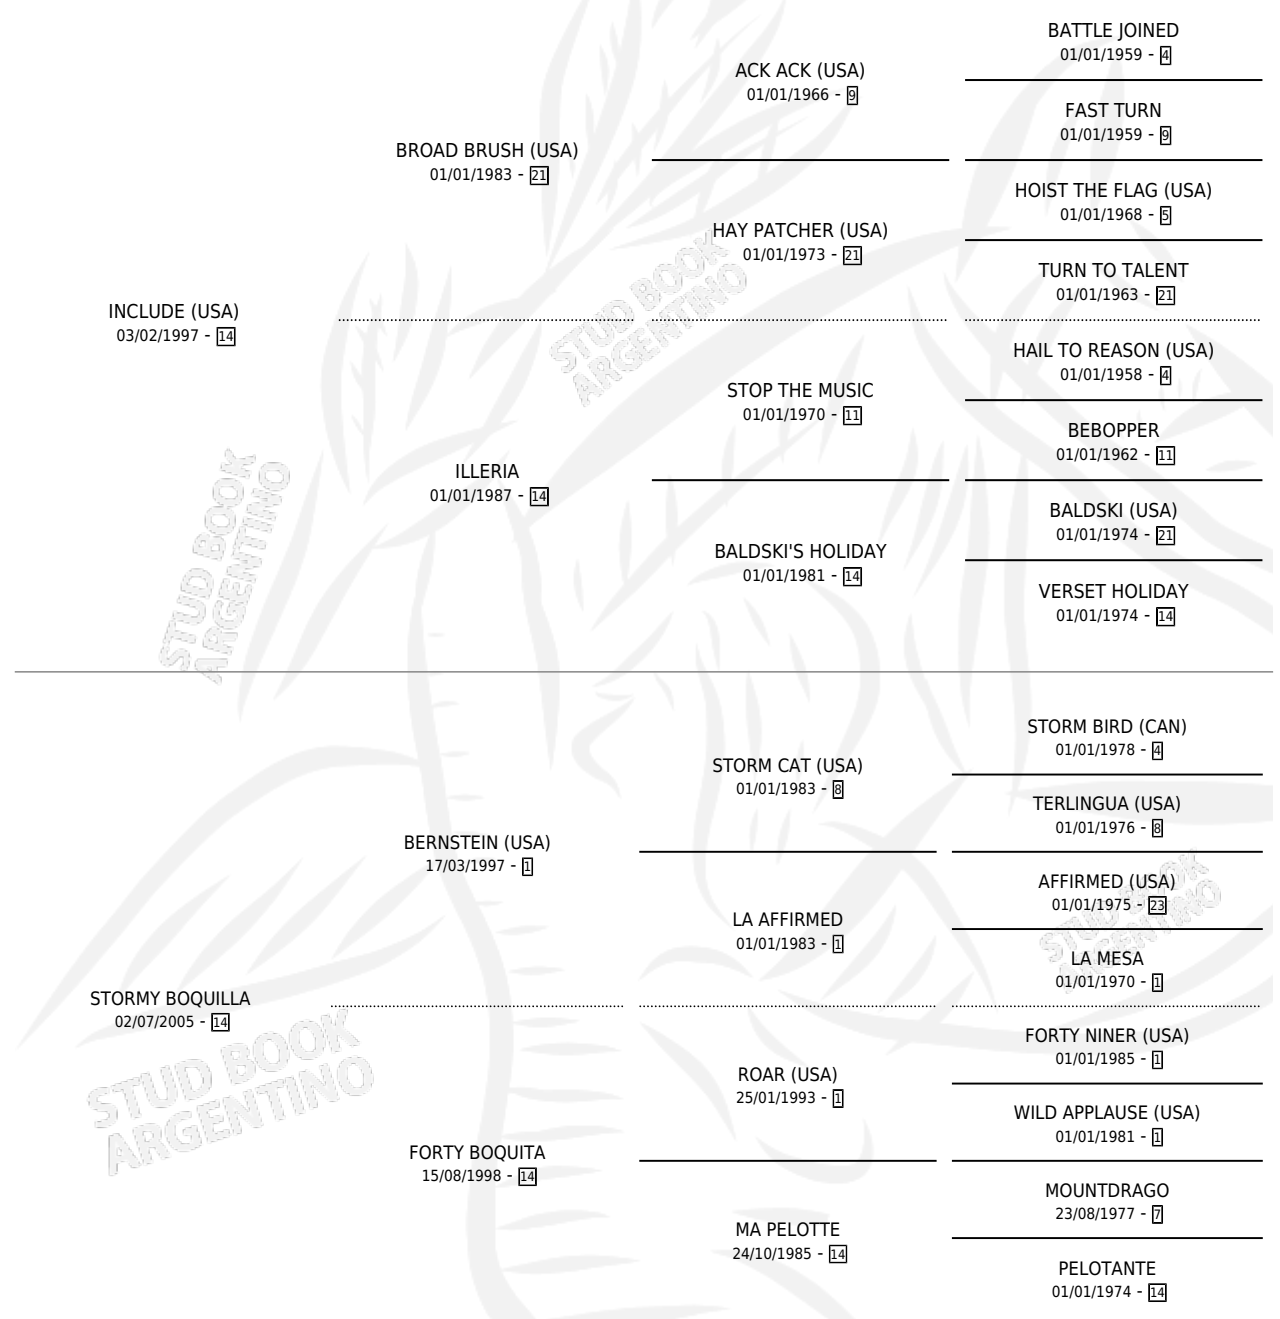 BATTLE JOINED
01/01/1959 - 4
ACK ACK (USA)
01/01/1966 - 9
FAST TURN
01/01/1959 - 9
BROAD BRUSH (USA)
01/01/1983 - 21
HOIST THE FLAG (USA)
01/01/1968 - 5
HAY PATCHER (USA)
01/01/1973 - 21
TURN TO TALENT
01/01/1963 - 21
INCLUDE (USA)
03/02/1997 - 14
HAIL TO REASON (USA)
01/01/1958 - 4
STOP THE MUSIC
01/01/1970 - 11
BEBOPPER
01/01/1962 - 11
ILLERIA
01/01/1987 - 14
BALDSKI (USA)
01/01/1974 - 21
BALDSKI'S HOLIDAY
01/01/1981 - 14
VERSET HOLIDAY
01/01/1974 - 14
STORM BIRD (CAN)
01/01/1978 - 4
STORM CAT (USA)
01/01/1983 - 8
TERLINGUA (USA)
01/01/1976 - 8
BERNSTEIN (USA)
17/03/1997 - 1
AFFIRMED (USA)
01/01/1975 - 23
LA AFFIRMED
01/01/1983 - 1
LA MESA
01/01/1970 - 1
STORMY BOQUILLA
02/07/2005 - 14
FORTY NINER (USA)
01/01/1985 - 1
ROAR (USA)
25/01/1993 - 1
WILD APPLAUSE (USA)
01/01/1981 - 1
FORTY BOQUITA
15/08/1998 - 14
MOUNTDRAGO
23/08/1977 - 7
MA PELOTTE
24/10/1985 - 14
PELOTANTE
01/01/1974 - 14
STUD BOOK
ARGENTINO
STUD BOOK
ARGENTINO
STUD BOOK
ARGENTINO
STUD BOOK
ARGENTINO